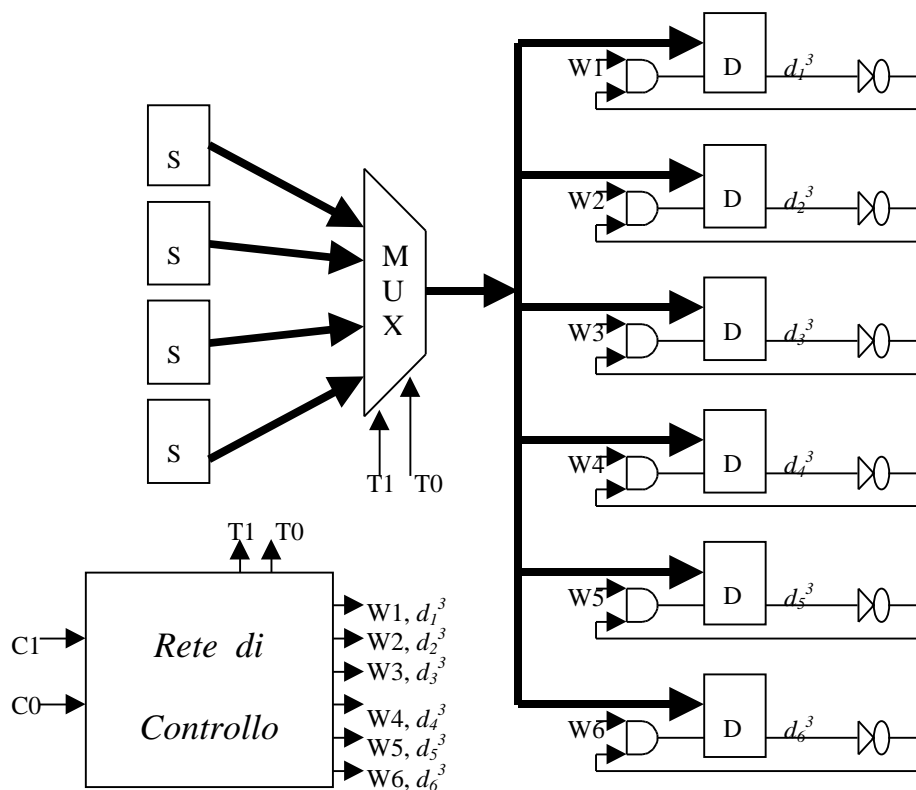 W1
D
d₁³
S
W2
D
d₂³
S
M
U
X
S
W3
D
d₃³
S
W4
D
d₄³
T1 T0
T1 T0
W5
D
d₅³
C1
Rete di
Controllo
C0
W1, d₁³
W2, d₂³
W3, d₃³
W4, d₄³
W5, d₅³
W6, d₆³
W6
D
d₆³